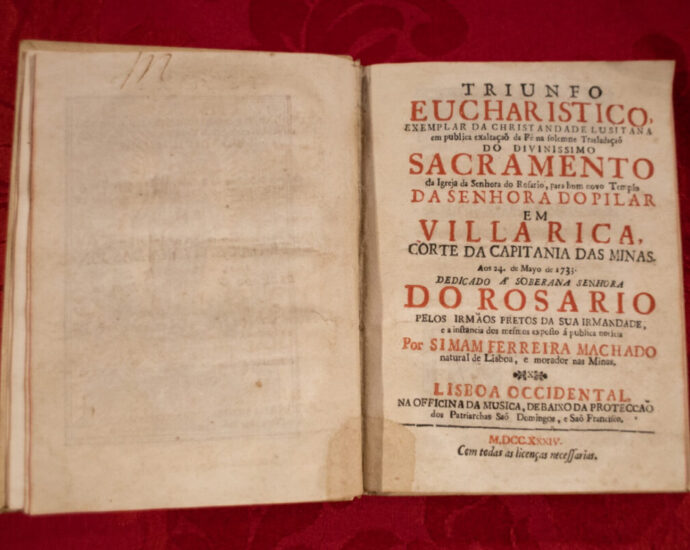 TRIUNFO
EUCHARISTICO,
EXEMPLAR DA CHRISTANDADE LUSITANA
em publica exaltaçaõ da Fé na solemne Trasladaçaõ
DO DIVINISSIMO
SACRAMENTO
da Igreja da Senhora do Rosario, para hum novo Templo
DA SENHORA DO PILAR
EM
VILLA RICA,
CORTE DA CAPITANIA DAS MINAS.
Aos 24. de Mayo de 1733.
DEDICADO Á SOBERANA SENHORA
DO ROSARIO
PELOS IRMÃOS PRETOS DA SUA IRMANDADE,
e a instancia dos mesmos exposto á publica noticia
Por SIMAM FERREIRA MACHADO
natural de Lisboa, e morador nas Minas.
LISBOA OCCIDENTAL,
NA OFFICINA DA MUSICA, DEBAIXO DA PROTECCAÕ
dos Patriarchas Saõ Domingos, e Saõ Francisco.
M.DCC.XXXIV.
Com todas as licenças necessarias.